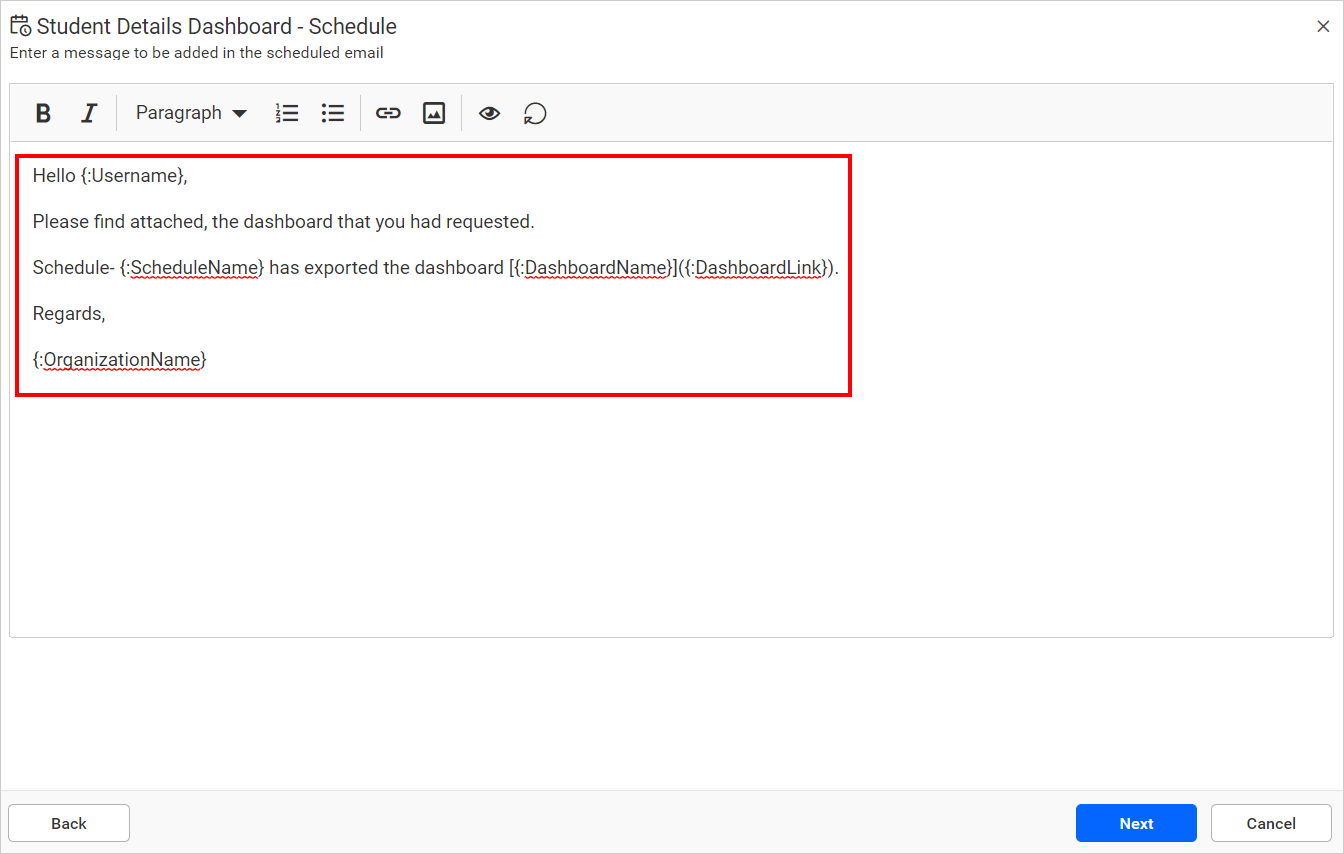 Student Details Dashboard - Schedule
Enter a message to be added in the scheduled email
B I Paragraph
Hello {:Username},
Please find attached, the dashboard that you had requested.
Schedule- {:ScheduleName} has exported the dashboard [{:DashboardName}]({:DashboardLink}).
Regards,
{:OrganizationName}
Back Next Cancel